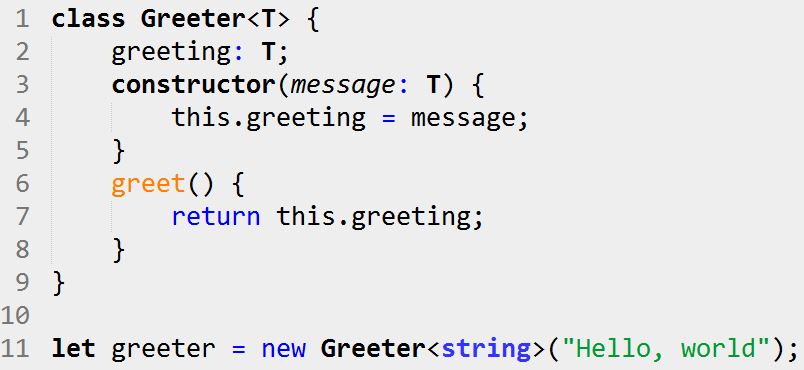 1 class Greeter<T> {
2     greeting: T;
3     constructor(message: T) {
4         this.greeting = message;
5     }
6     greet() {
7         return this.greeting;
8     }
9 }
10
11 let greeter = new Greeter<string>("Hello, world");